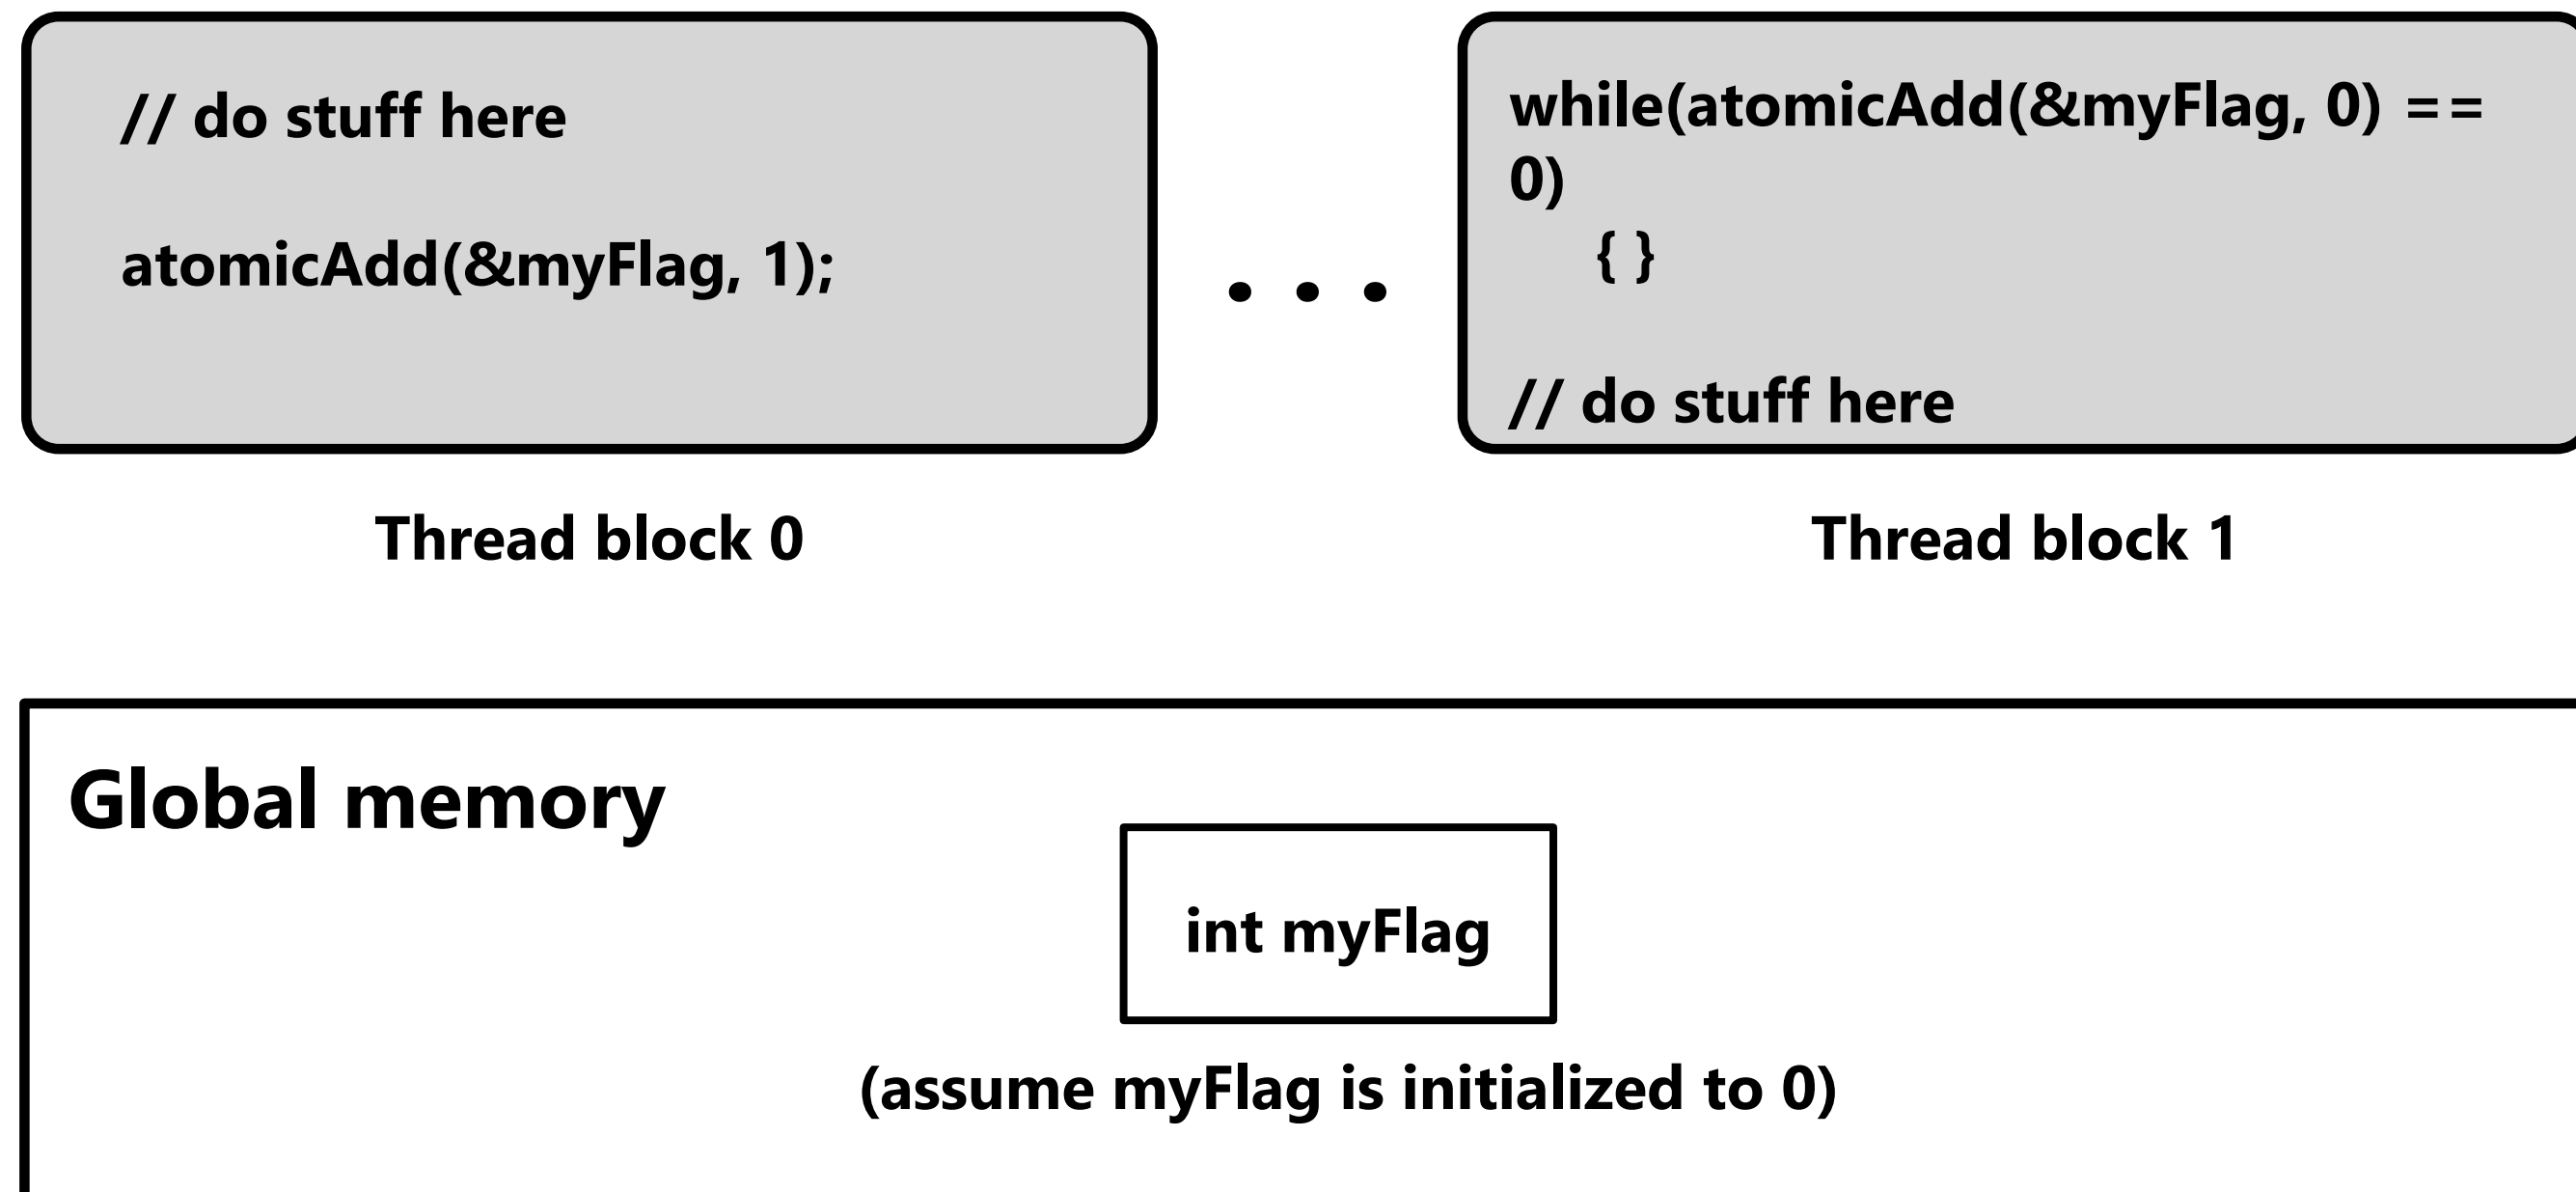 // do stuff here
atomicAdd(&myFlag, 1);
while(atomicAdd(&myFlag, 0) ==
0)
{ }
// do stuff here
Thread block 0
Thread block 1
Global memory
int myFlag
(assume myFlag is initialized to 0)